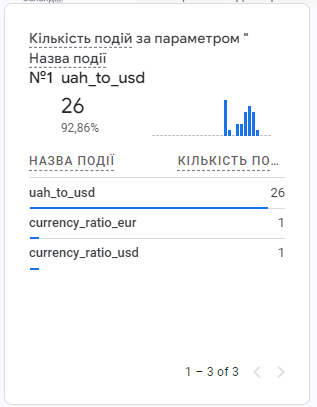 Кількість подій за параметром "
Назва події
№1 uah_to_usd
26
92,86%
НАЗВА ПОДІЇ КІЛЬКІСТЬ ПО…
uah_to_usd 26
currency_ratio_eur 1
currency_ratio_usd 1
1 – 3 of 3